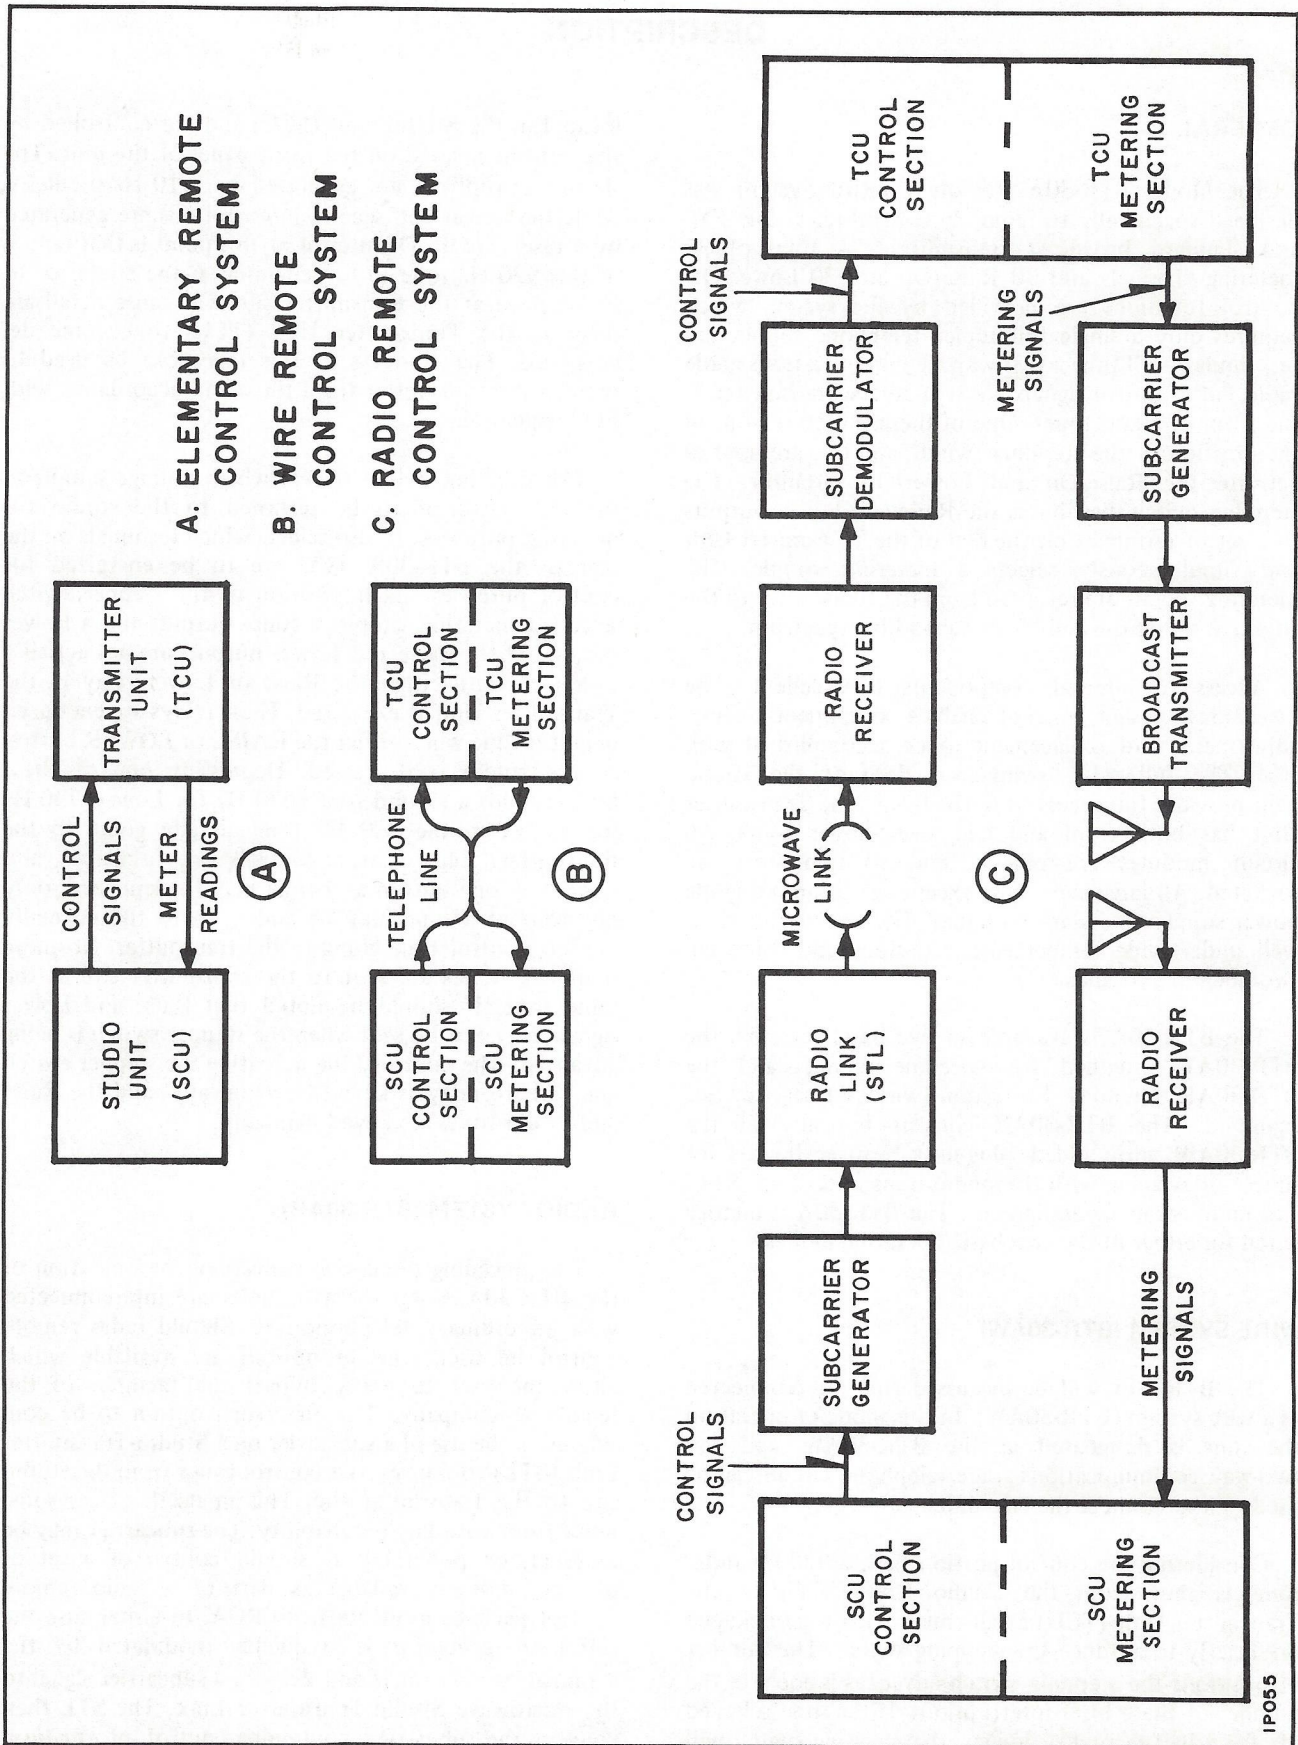 STUDIO
UNIT
(SCU)
CONTROL
SIGNALS
METER
READINGS
TRANSMITTER
UNIT
(TCU)
A
A. ELEMENTARY REMOTE
CONTROL SYSTEM
B. WIRE REMOTE
CONTROL SYSTEM
C. RADIO REMOTE
CONTROL SYSTEM
SCU
CONTROL
SECTION
SCU
METERING
SECTION
TELEPHONE
LINE
TCU
CONTROL
SECTION
TCU
METERING
SECTION
B
SCU
CONTROL
SECTION
CONTROL
SIGNALS
SUBCARRIER
GENERATOR
RADIO
LINK
(STL)
MICROWAVE
LINK
RADIO
RECEIVER
SUBCARRIER
DEMODULATOR
CONTROL
SIGNALS
TCU
CONTROL
SECTION
C
SCU
METERING
SECTION
METERING
SIGNALS
RADIO
RECEIVER
BROADCAST
TRANSMITTER
SUBCARRIER
GENERATOR
METERING
SIGNALS
TCU
METERING
SECTION
1P055